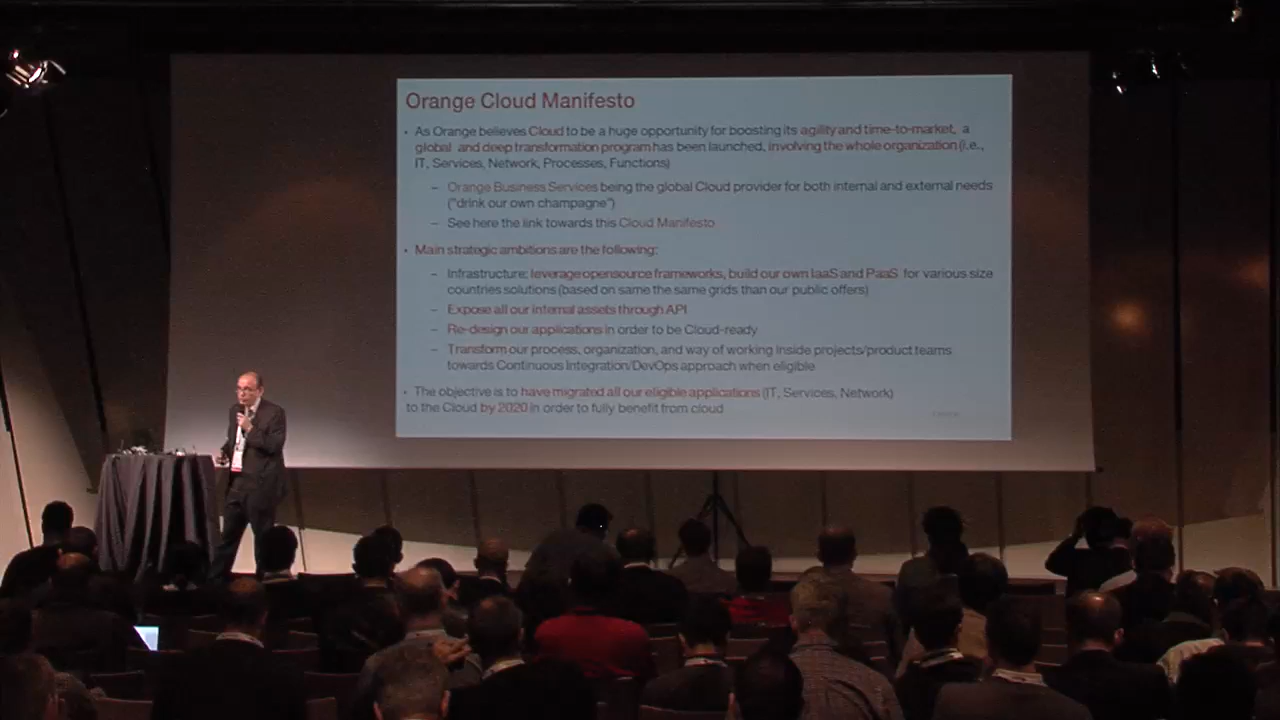 Orange Cloud Manifesto
• As Orange believes Cloud to be a huge opportunity for boosting its agility and time-to-market, a
global and deep transformation program has been launched, involving the whole organization (i.e.,
IT, Services, Network, Processes, Functions)
– Orange Business Services being the global Cloud provider for both internal and external needs
("drink our own champagne")
– See here the link towards this Cloud Manifesto
• Main strategic ambitions are the following:
– Infrastructure: leverage opensource frameworks, build our own IaaS and PaaS for various size
countries solutions (based on same the same grids than our public offers)
– Expose all our internal assets through API
– Re-design our applications in order to be Cloud-ready
– Transform our process, organization, and way of working inside projects/product teams
towards Continuous Integration/DevOps approach when eligible
• The objective is to have migrated all our eligible applications (IT, Services, Network)
to the Cloud by 2020 in order to fully benefit from cloud